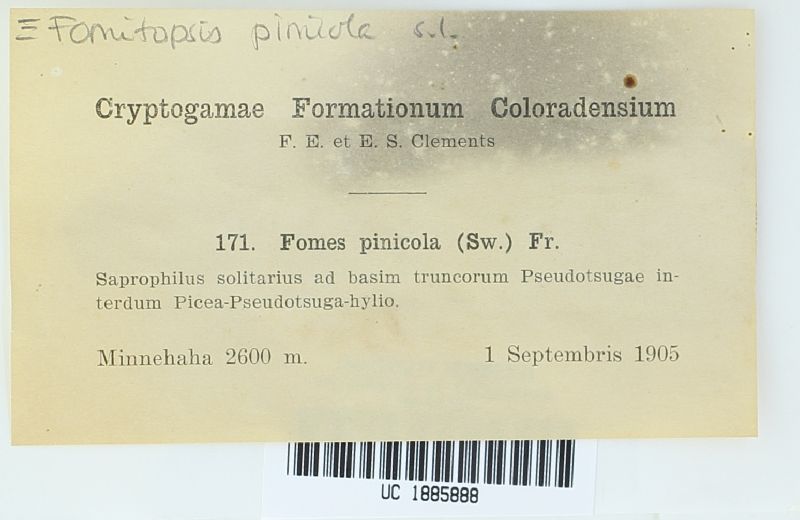 ≡ Fomitopsis pinicola s.l.
Cryptogamae Formationum Coloradensium
F. E. et E. S. Clements
171. Fomes pinicola (Sw.) Fr.
Saprophilus solitarius ad basim truncorum Pseudotsugae in-
terdum Picea-Pseudotsuga-hylio.
Minnehaha 2600 m. 1 Septembris 1905
UC 1885888